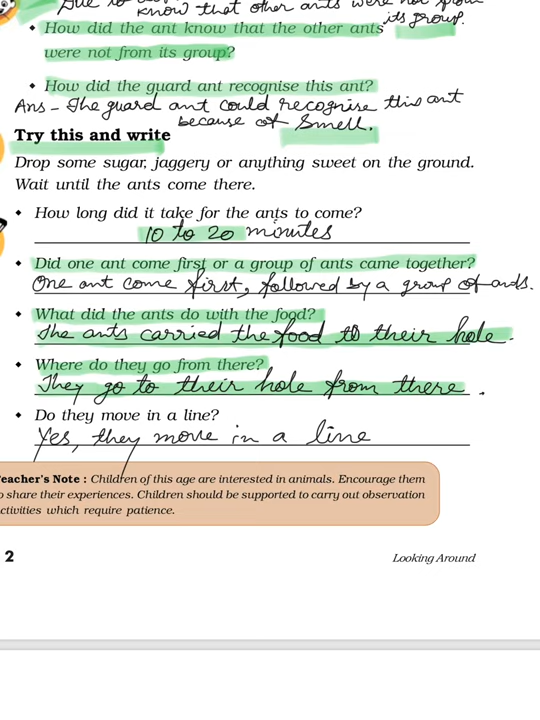 know that other ants were not from
its group.
• How did the ant know that the other ants
were not from its group?
• How did the guard ant recognise this ant?
Ans - The guard ant could recognise this ant
because of smell.
Try this and write
Drop some sugar, jaggery or anything sweet on the ground.
Wait until the ants come there.
• How long did it take for the ants to come?
10 to 20 minutes
• Did one ant come first or a group of ants came together?
One ant come first, followed by a group of ants.
• What did the ants do with the food?
The ants carried the food to their hole.
• Where do they go from there?
They go to their hole from there.
• Do they move in a line?
Yes, they move in a line
eacher's Note : Children of this age are interested in animals. Encourage them
o share their experiences. Children should be supported to carry out observation
ctivities which require patience.
2
Looking Around